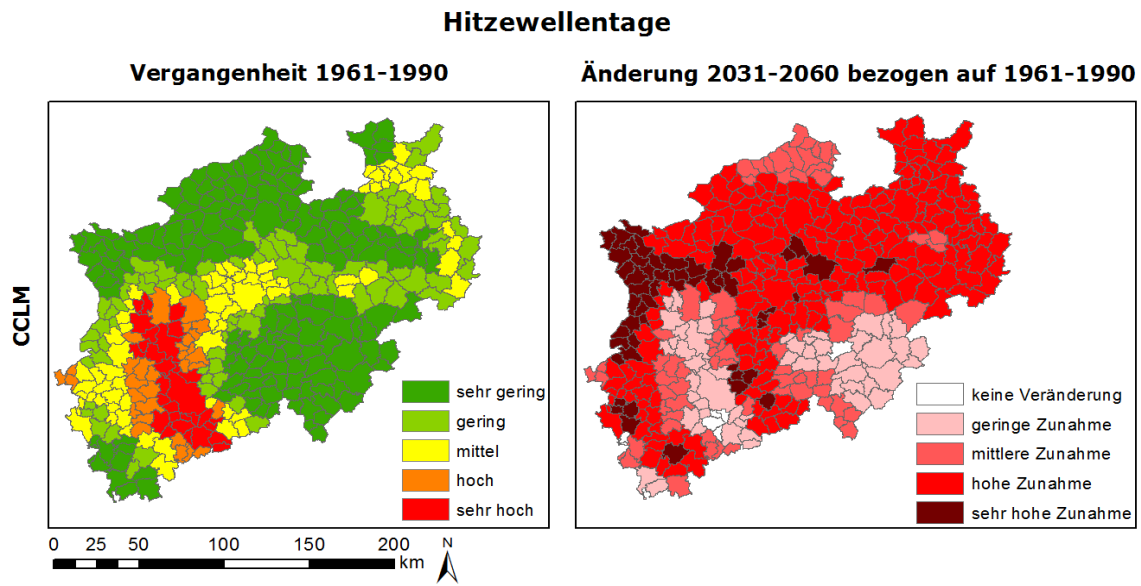 Hitzewellentage
Vergangenheit 1961-1990
Änderung 2031-2060 bezogen auf 1961-1990
CCLM
sehr gering
gering
mittel
hoch
sehr hoch
keine Veränderung
geringe Zunahme
mittlere Zunahme
hohe Zunahme
sehr hohe Zunahme
0 25 50 100 150 200
km
N